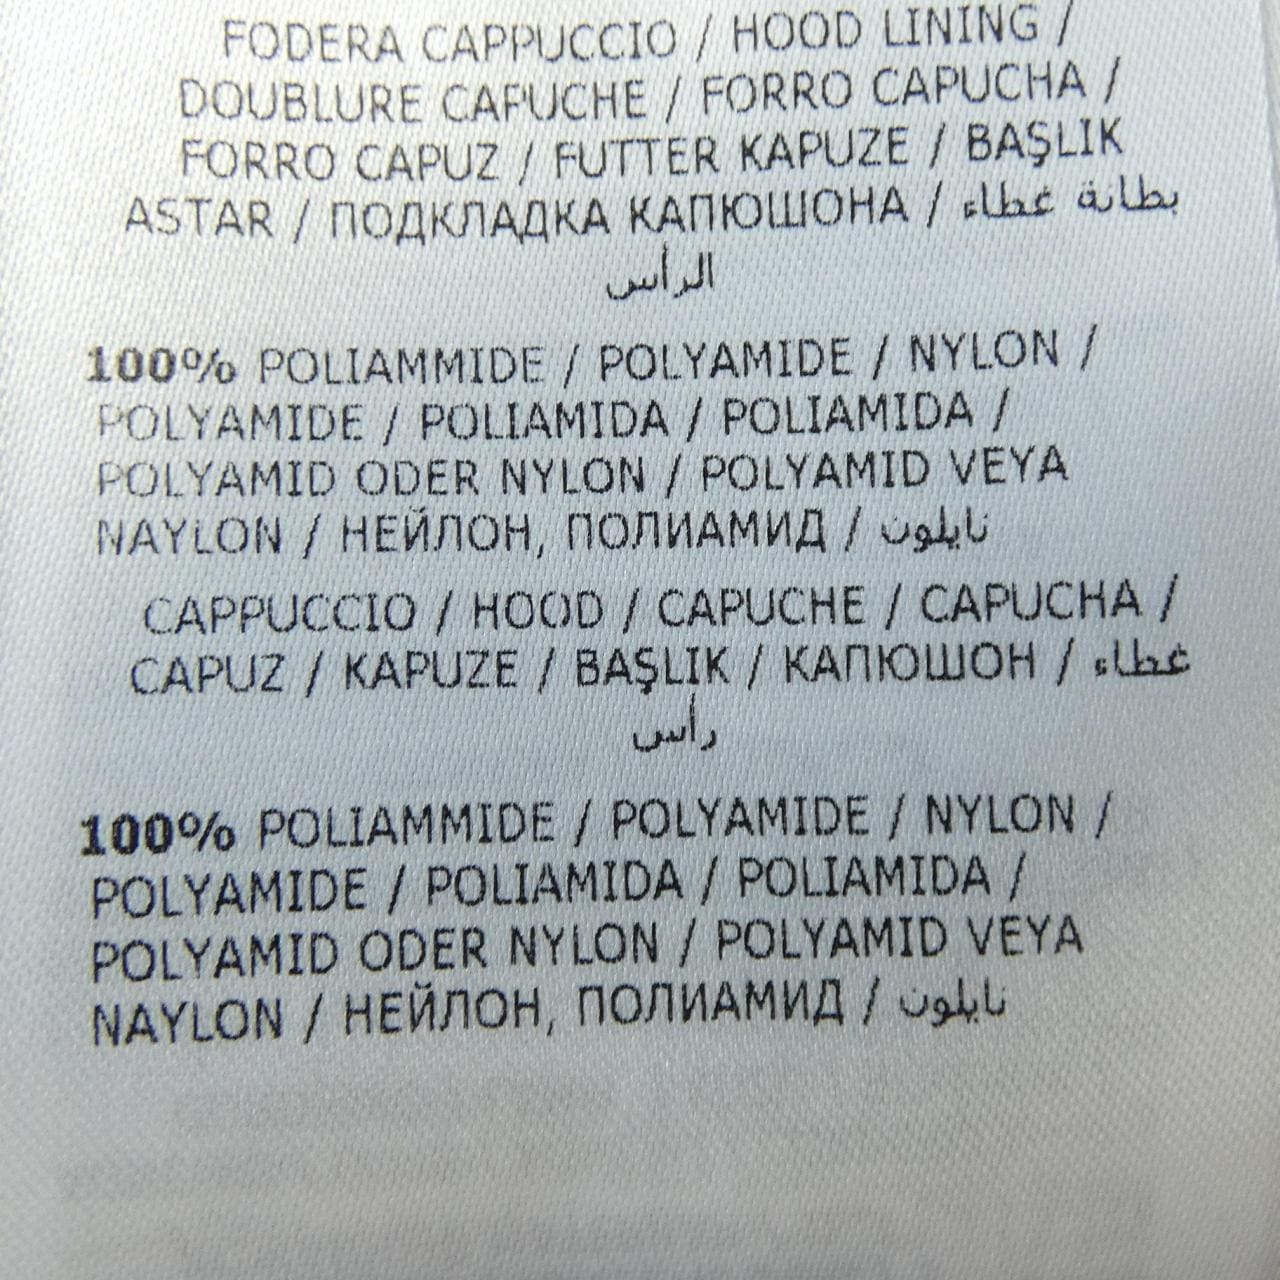 FODERA CAPPUCCIO / HOOD LINING /
DOUBLURE CAPUCHE / FORRO CAPUCHA /
FORRO CAPUZ / FUTTER KAPUZE / BAŞLIK
ASTAR / ПОДКЛАДКА КАПЮШОНА / بطانة غطاء
الرأس
100% POLIAMMIDE / POLYAMIDE / NYLON /
POLYAMIDE / POLIAMIDA / POLIAMIDA /
POLYAMID ODER NYLON / POLYAMID VEYA
NAYLON / НЕЙЛОН, ПОЛИАМИД / نايلون
CAPPUCCIO / HOOD / CAPUCHE / CAPUCHA /
CAPUZ / KAPUZE / BAŞLIK / КАПЮШОН / غطاء
رأس
100% POLIAMMIDE / POLYAMIDE / NYLON /
POLYAMIDE / POLIAMIDA / POLIAMIDA /
POLYAMID ODER NYLON / POLYAMID VEYA
NAYLON / НЕЙЛОН, ПОЛИАМИД / نايلون